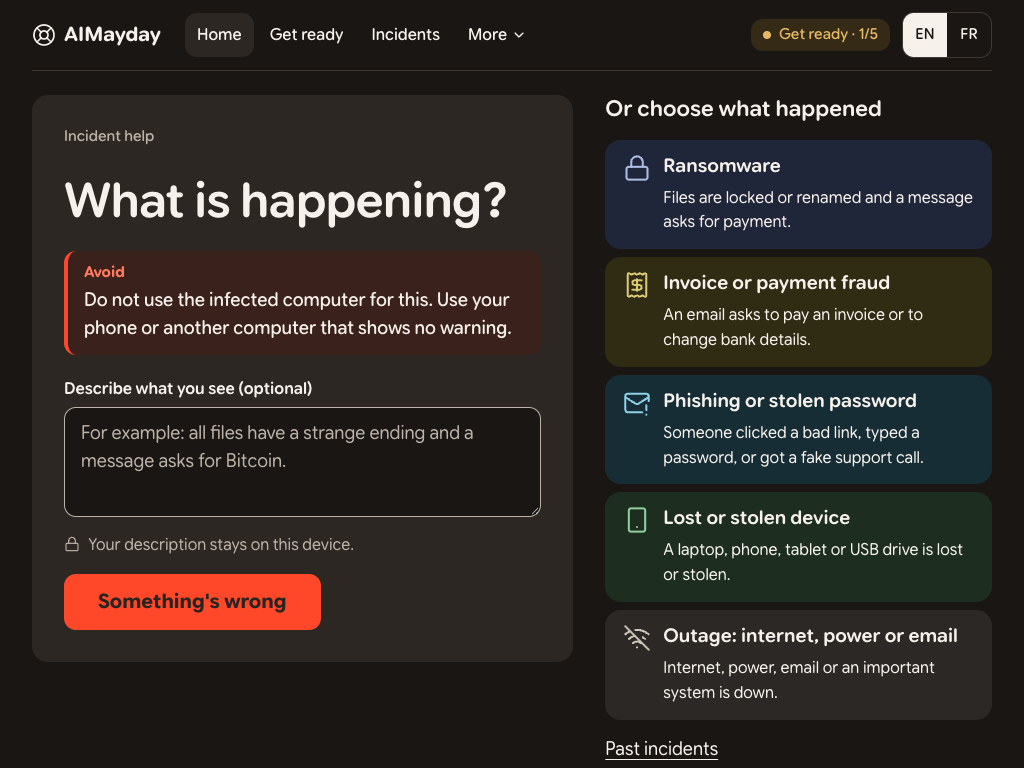 AIMayday
Home
Get ready
Incidents
More
Get ready · 1/5
EN
FR
Incident help
What is happening?
Avoid
Do not use the infected computer for this. Use your
phone or another computer that shows no warning.
Describe what you see (optional)
For example: all files have a strange ending and a
message asks for Bitcoin.
Your description stays on this device.
Something's wrong
Or choose what happened
Ransomware
Files are locked or renamed and a message
asks for payment.
Invoice or payment fraud
An email asks to pay an invoice or to
change bank details.
Phishing or stolen password
Someone clicked a bad link, typed a
password, or got a fake support call.
Lost or stolen device
A laptop, phone, tablet or USB drive is lost
or stolen.
Outage: internet, power or email
Internet, power, email or an important
system is down.
Past incidents